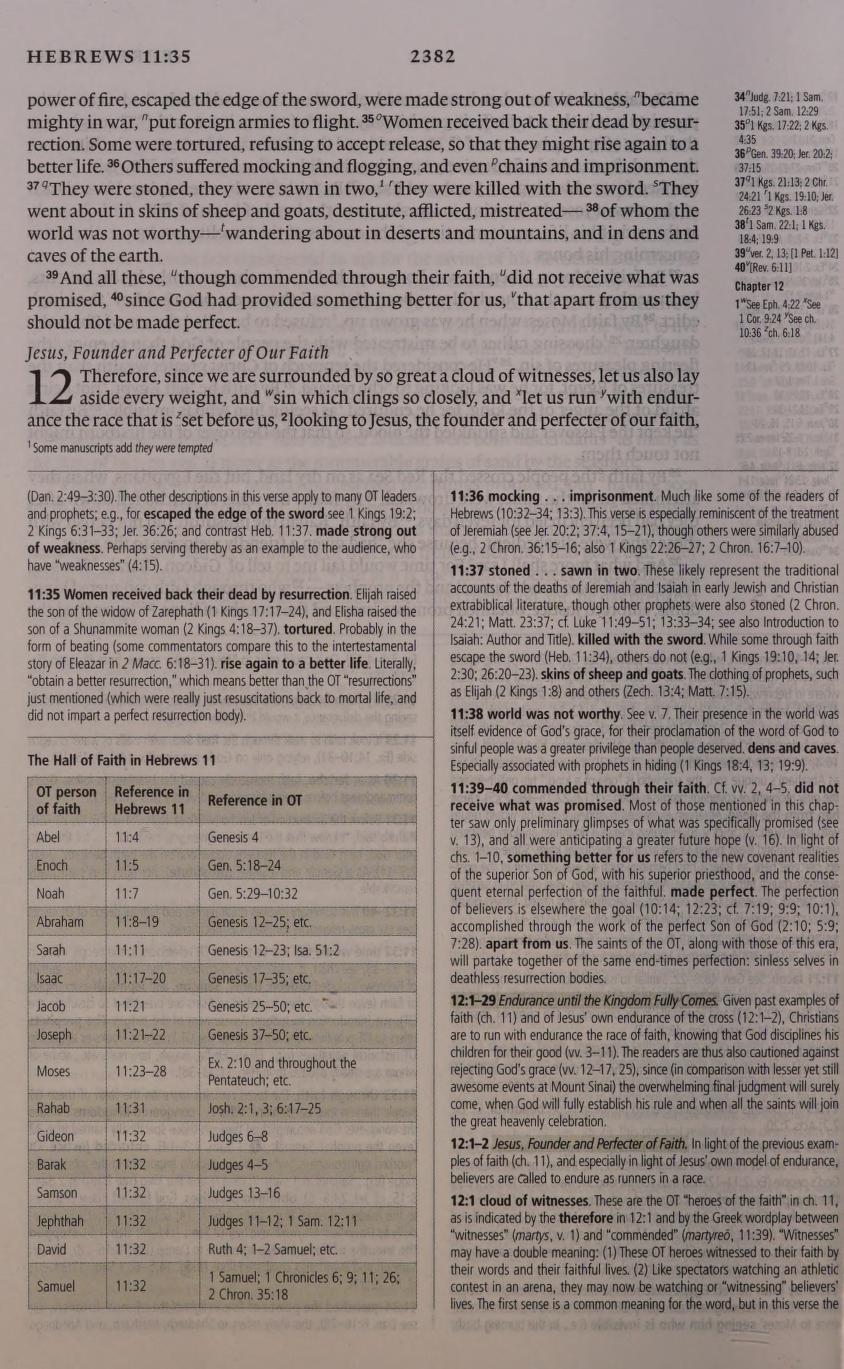 HEBREWS 11:35
2382
power of fire, escaped the edge of the sword, were made strong out of weakness, ⁿbecame
mighty in war, ⁿput foreign armies to flight. ³⁵ᵒWomen received back their dead by resur-
rection. Some were tortured, refusing to accept release, so that they might rise again to a
better life. ³⁶Others suffered mocking and flogging, and even ᵖchains and imprisonment.
³⁷ᑫThey were stoned, they were sawn in two,¹ ʳthey were killed with the sword. ˢThey
went about in skins of sheep and goats, destitute, afflicted, mistreated— ³⁸of whom the
world was not worthy—ᵗwandering about in deserts and mountains, and in dens and
caves of the earth.
³⁹And all these, ᵘthough commended through their faith, ᵘdid not receive what was
promised, ⁴⁰since God had provided something better for us, ᵛthat apart from us they
should not be made perfect.
Jesus, Founder and Perfecter of Our Faith
12 Therefore, since we are surrounded by so great a cloud of witnesses, let us also lay
aside every weight, and ʷsin which clings so closely, and ˣlet us run ʸwith endur-
ance the race that is ᶻset before us, ²looking to Jesus, the founder and perfecter of our faith,
¹ Some manuscripts add they were tempted
34ⁿJudg. 7:21; 1 Sam.
17:51; 2 Sam. 12:29
35ᵒ1 Kgs. 17:22; 2 Kgs.
4:35
36ᵖGen. 39:20; Jer. 20:2;
37:15
37ᑫ1 Kgs. 21:13; 2 Chr.
24:21 ʳ1 Kgs. 19:10; Jer.
26:23 ˢ2 Kgs. 1:8
38ᵗ1 Sam. 22:1; 1 Kgs.
18:4; 19:9
39ᵘver. 2, 13; [1 Pet. 1:12]
40ᵛ[Rev. 6:11]
Chapter 12
1ʷSee Eph. 4:22 ˣSee
1 Cor. 9:24 ʸSee ch.
10:36 ᶻch. 6:18
(Dan. 2:49–3:30). The other descriptions in this verse apply to many OT leaders
and prophets; e.g., for escaped the edge of the sword see 1 Kings 19:2;
2 Kings 6:31–33; Jer. 36:26; and contrast Heb. 11:37. made strong out
of weakness. Perhaps serving thereby as an example to the audience, who
have "weaknesses" (4:15).
11:35 Women received back their dead by resurrection. Elijah raised
the son of the widow of Zarephath (1 Kings 17:17–24), and Elisha raised the
son of a Shunammite woman (2 Kings 4:18–37). tortured. Probably in the
form of beating (some commentators compare this to the intertestamental
story of Eleazar in 2 Macc. 6:18–31). rise again to a better life. Literally,
"obtain a better resurrection," which means better than the OT "resurrections"
just mentioned (which were really just resuscitations back to mortal life, and
did not impart a perfect resurrection body).
The Hall of Faith in Hebrews 11
OT person of faith | Reference in Hebrews 11 | Reference in OT
Abel 11:4 Genesis 4
Enoch 11:5 Gen. 5:18–24
Noah 11:7 Gen. 5:29–10:32
Abraham 11:8–19 Genesis 12–25; etc.
Sarah 11:11 Genesis 12–23; Isa. 51:2
Isaac 11:17–20 Genesis 17–35; etc.
Jacob 11:21 Genesis 25–50; etc.
Joseph 11:21–22 Genesis 37–50; etc.
Moses 11:23–28 Ex. 2:10 and throughout the
Pentateuch; etc.
Rahab 11:31 Josh. 2:1, 3; 6:17–25
Gideon 11:32 Judges 6–8
Barak 11:32 Judges 4–5
Samson 11:32 Judges 13–16
Jephthah 11:32 Judges 11–12; 1 Sam. 12:11
David 11:32 Ruth 4; 1–2 Samuel; etc.
Samuel 11:32 1 Samuel; 1 Chronicles 6; 9; 11; 26;
2 Chron. 35:18
11:36 mocking . . . imprisonment. Much like some of the readers of
Hebrews (10:32–34; 13:3). This verse is especially reminiscent of the treatment
of Jeremiah (see Jer. 20:2; 37:4, 15–21), though others were similarly abused
(e.g., 2 Chron. 36:15–16; also 1 Kings 22:26–27; 2 Chron. 16:7–10).
11:37 stoned . . . sawn in two. These likely represent the traditional
accounts of the deaths of Jeremiah and Isaiah in early Jewish and Christian
extrabiblical literature, though other prophets were also stoned (2 Chron.
24:21; Matt. 23:37; cf. Luke 11:49–51; 13:33–34; see also Introduction to
Isaiah: Author and Title). killed with the sword. While some through faith
escape the sword (Heb. 11:34), others do not (e.g., 1 Kings 19:10, 14; Jer.
2:30; 26:20–23). skins of sheep and goats. The clothing of prophets, such
as Elijah (2 Kings 1:8) and others (Zech. 13:4; Matt. 7:15).
11:38 world was not worthy. See v. 7. Their presence in the world was
itself evidence of God's grace, for their proclamation of the word of God to
sinful people was a greater privilege than people deserved. dens and caves.
Especially associated with prophets in hiding (1 Kings 18:4, 13; 19:9).
11:39–40 commended through their faith. Cf. vv. 2, 4–5. did not
receive what was promised. Most of those mentioned in this chap-
ter saw only preliminary glimpses of what was specifically promised (see
v. 13), and all were anticipating a greater future hope (v. 16). In light of
chs. 1–10, something better for us refers to the new covenant realities
of the superior Son of God, with his superior priesthood, and the conse-
quent eternal perfection of the faithful. made perfect. The perfection
of believers is elsewhere the goal (10:14; 12:23; cf. 7:19; 9:9; 10:1),
accomplished through the work of the perfect Son of God (2:10; 5:9;
7:28). apart from us. The saints of the OT, along with those of this era,
will partake together of the same end-times perfection: sinless selves in
deathless resurrection bodies.
12:1–29 Endurance until the Kingdom Fully Comes. Given past examples of
faith (ch. 11) and of Jesus' own endurance of the cross (12:1–2), Christians
are to run with endurance the race of faith, knowing that God disciplines his
children for their good (vv. 3–11). The readers are thus also cautioned against
rejecting God's grace (vv. 12–17, 25), since (in comparison with lesser yet still
awesome events at Mount Sinai) the overwhelming final judgment will surely
come, when God will fully establish his rule and when all the saints will join
the great heavenly celebration.
12:1–2 Jesus, Founder and Perfecter of Faith. In light of the previous exam-
ples of faith (ch. 11), and especially in light of Jesus' own model of endurance,
believers are called to endure as runners in a race.
12:1 cloud of witnesses. These are the OT "heroes of the faith" in ch. 11,
as is indicated by the therefore in 12:1 and by the Greek wordplay between
"witnesses" (martys, v. 1) and "commended" (martyreō, 11:39). "Witnesses"
may have a double meaning: (1) These OT heroes witnessed to their faith by
their words and their faithful lives. (2) Like spectators watching an athletic
contest in an arena, they may now be watching or "witnessing" believers'
lives. The first sense is a common meaning for the word, but in this verse the